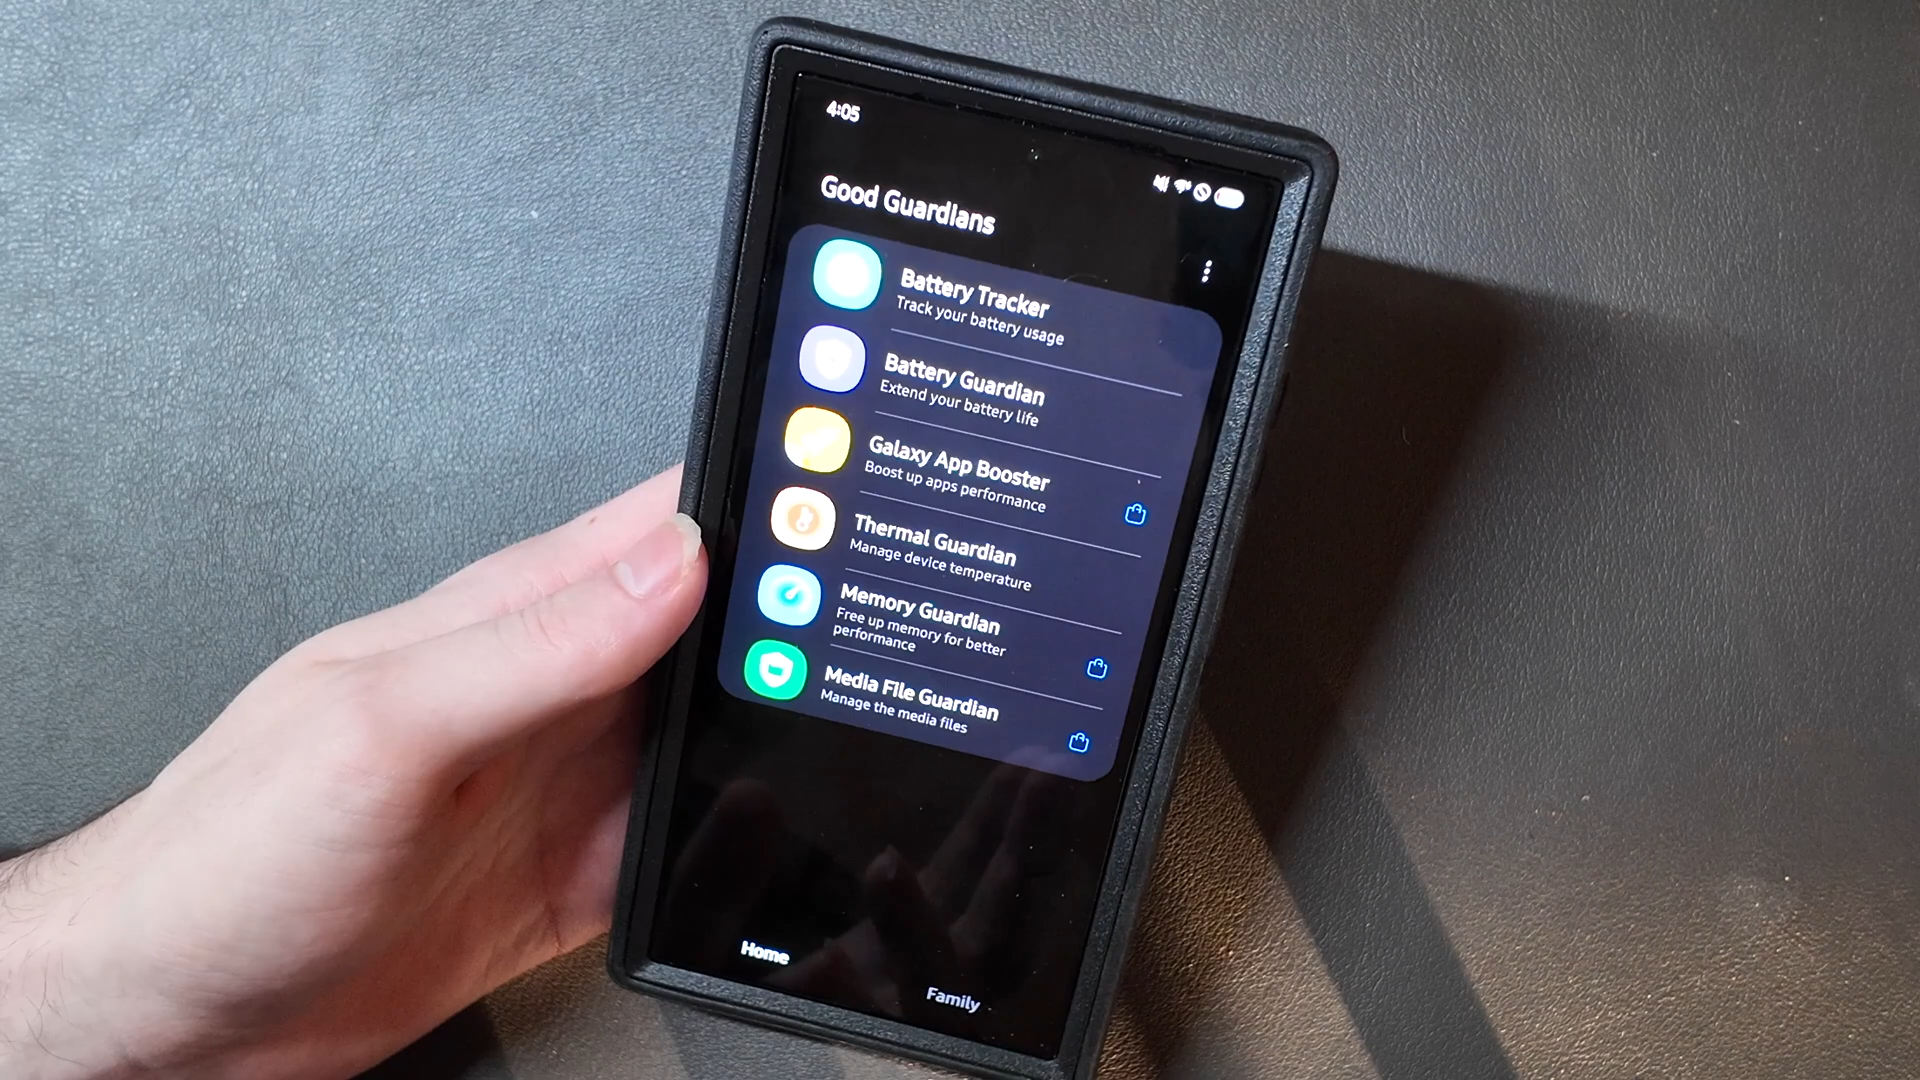 4:05
Good Guardians
Battery Tracker
Track your battery usage
Battery Guardian
Extend your battery life
Galaxy App Booster
Boost up apps performance
Thermal Guardian
Manage device temperature
Memory Guardian
Free up memory for better
performance
Media File Guardian
Manage the media files
Home
Family